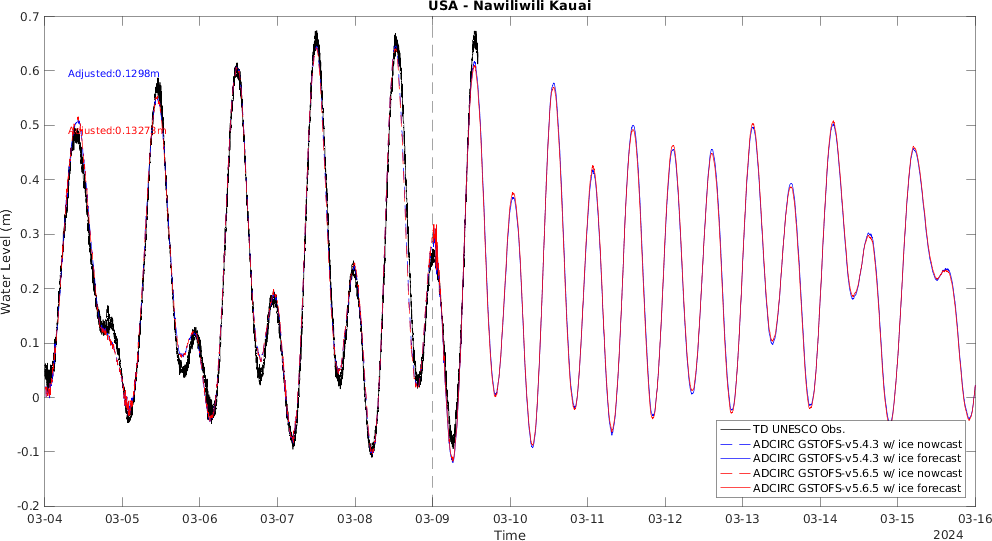 USA - Nawiliwili Kauai
0.7
0.6
0.5
0.4
0.3
0.2
0.1
0
-0.1
-0.2
Water Level (m)
Adjusted:0.1298m
Adjusted:0.13273m
TD UNESCO Obs.
ADCIRC GSTOFS-v5.4.3 w/ ice nowcast
ADCIRC GSTOFS-v5.4.3 w/ ice forecast
ADCIRC GSTOFS-v5.6.5 w/ ice nowcast
ADCIRC GSTOFS-v5.6.5 w/ ice forecast
03-04 03-05 03-06 03-07 03-08 03-09 03-10 03-11 03-12 03-13 03-14 03-15 03-16
Time
2024